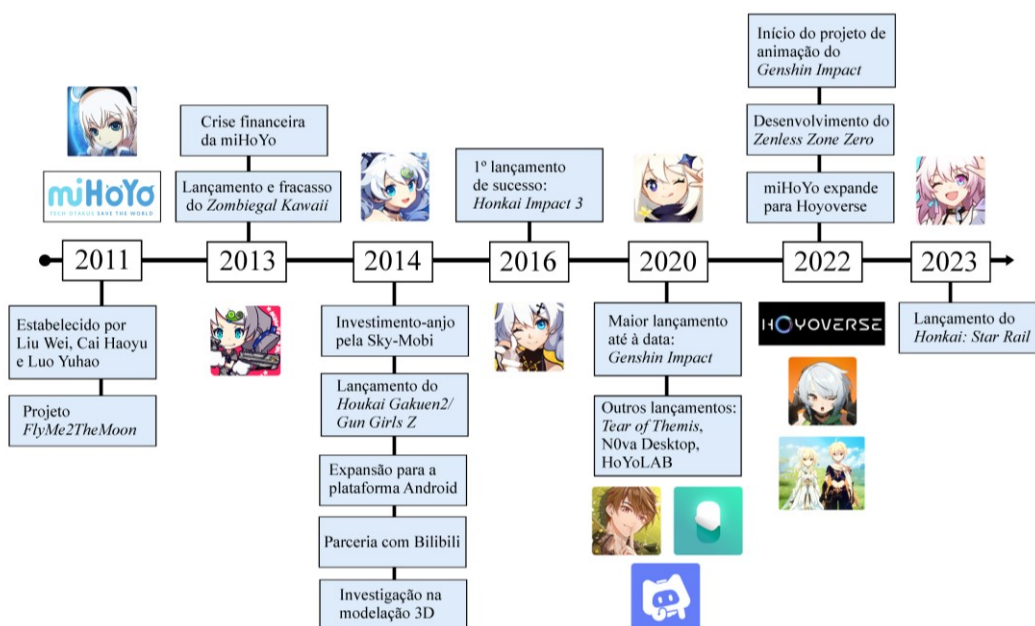 miHoYo
TECH OTAKUS SAVE THE WORLD
2011
Estabelecido por
Liu Wei, Cai Haoyu
e Luo Yuhao
Projeto
FlyMe2TheMoon
Crise financeira
da miHoYo
Lançamento e fracasso
do Zombiegal Kawaii
2013
2014
Investimento-anjo
pela Sky-Mobi
Lançamento do
Houkai Gakuen2/
Gun Girls Z
Expansão para a
plataforma Android
Parceria com Bilibili
Investigação na
modelação 3D
1º lançamento
de sucesso:
Honkai Impact 3
2016
2020
Maior lançamento
até à data:
Genshin Impact
Outros lançamentos:
Tear of Themis,
N0va Desktop,
HoYoLAB
Início do projeto de
animação do
Genshin Impact
Desenvolvimento do
Zenless Zone Zero
miHoYo expande
para Hoyoverse
2022
HOYOVERSE
2023
Lançamento do
Honkai: Star Rail